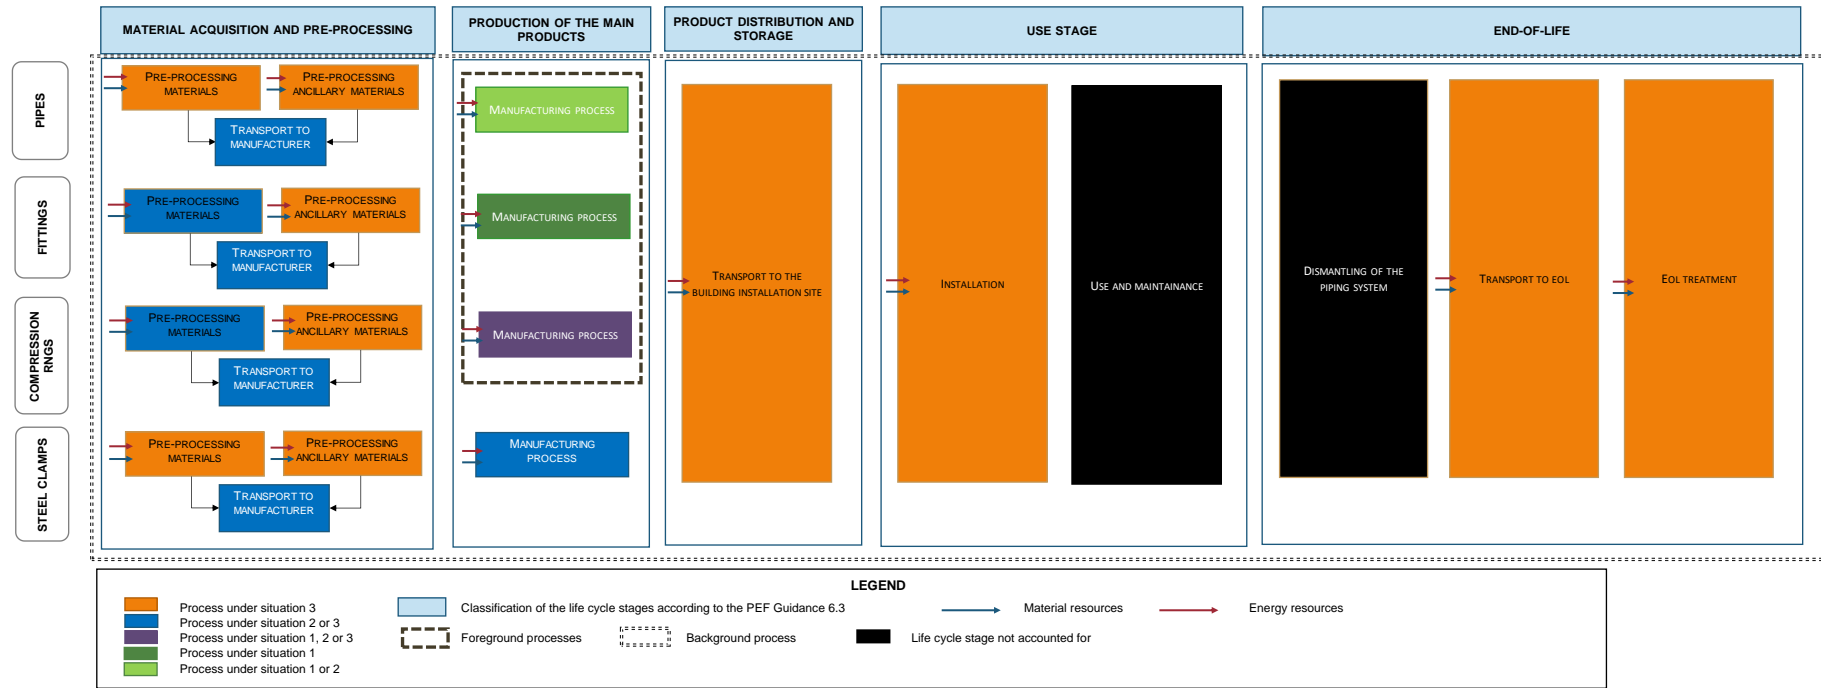 MATERIAL ACQUISITION AND PRE-PROCESSING
PRODUCTION OF THE MAIN
PRODUCTS
PRODUCT DISTRIBUTION AND
STORAGE
USE STAGE
END-OF-LIFE
PIPES
PRE-PROCESSING
MATERIALS
PRE-PROCESSING
ANCILLARY MATERIALS
TRANSPORT TO
MANUFACTURER
MANUFACTURING PROCESS
FITTINGS
PRE-PROCESSING
MATERIALS
PRE-PROCESSING
ANCILLARY MATERIALS
TRANSPORT TO
MANUFACTURER
MANUFACTURING PROCESS
COMPRESSION
RINGS
PRE-PROCESSING
MATERIALS
PRE-PROCESSING
ANCILLARY MATERIALS
TRANSPORT TO
MANUFACTURER
MANUFACTURING PROCESS
STEEL CLAMPS
PRE-PROCESSING
MATERIALS
PRE-PROCESSING
ANCILLARY MATERIALS
TRANSPORT TO
MANUFACTURER
MANUFACTURING
PROCESS
TRANSPORT TO THE
BUILDING INSTALLATION SITE
INSTALLATION
USE AND MAINTAINANCE
DISMANTLING OF THE
PIPING SYSTEM
TRANSPORT TO EOL
EOL TREATMENT
LEGEND
Process under situation 3
Process under situation 2 or 3
Process under situation 1, 2 or 3
Process under situation 1
Process under situation 1 or 2
Classification of the life cycle stages according to the PEF Guidance 6.3
Material resources
Energy resources
Foreground processes
Background process
Life cycle stage not accounted for